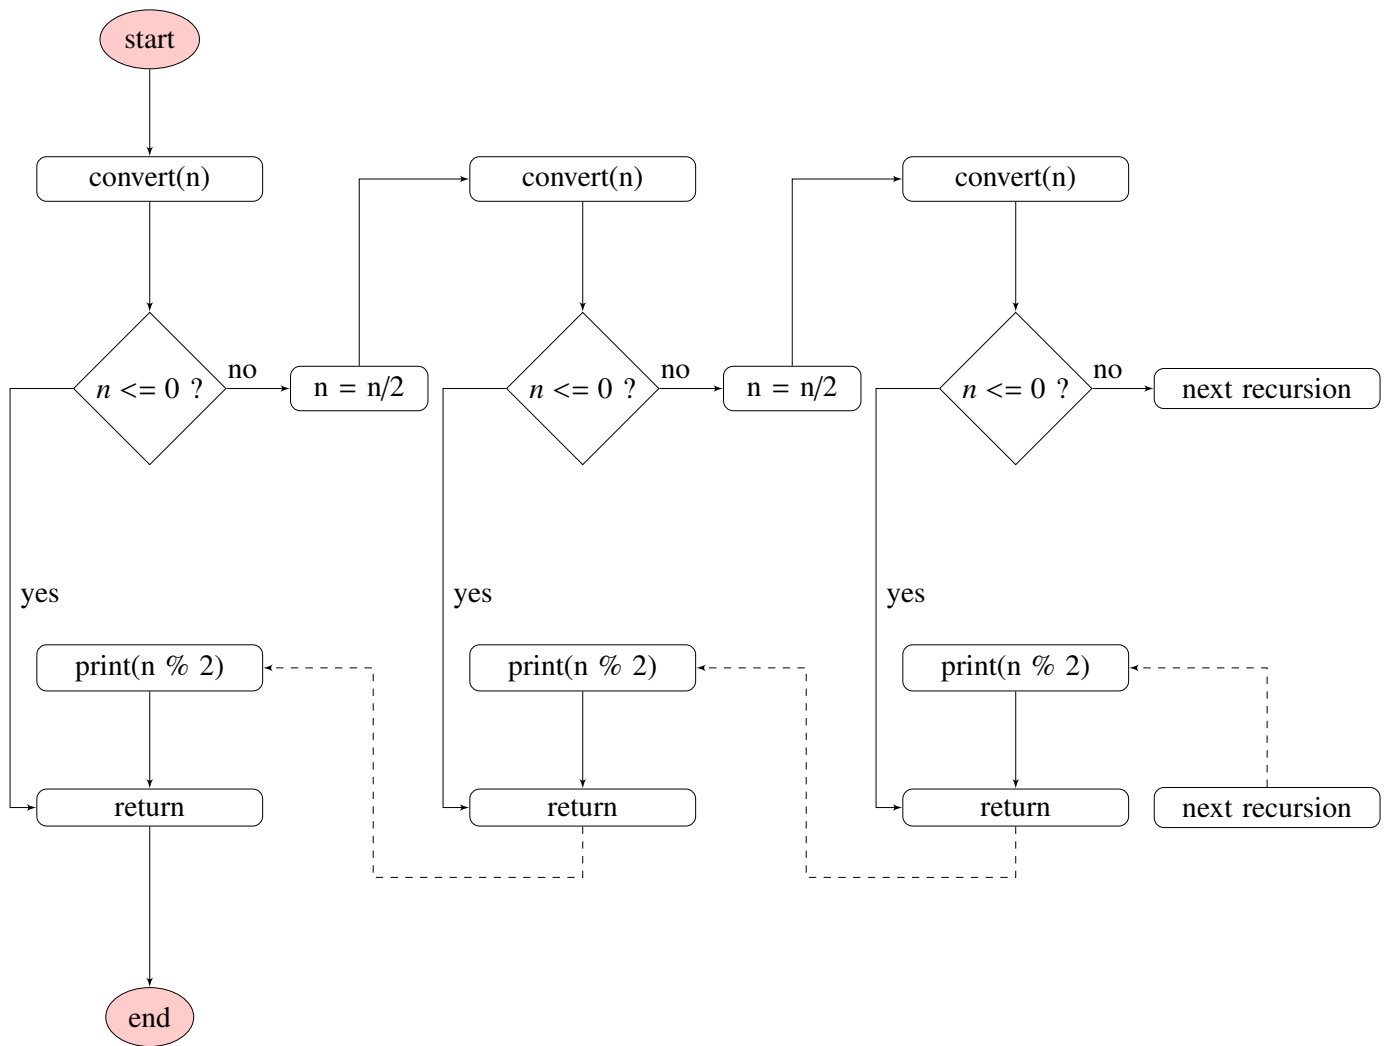 start
convert(n)
convert(n)
convert(n)
n <= 0 ?
no
n = n/2
n <= 0 ?
no
n = n/2
n <= 0 ?
no
next recursion
yes
yes
yes
print(n % 2)
print(n % 2)
print(n % 2)
return
return
return
next recursion
end